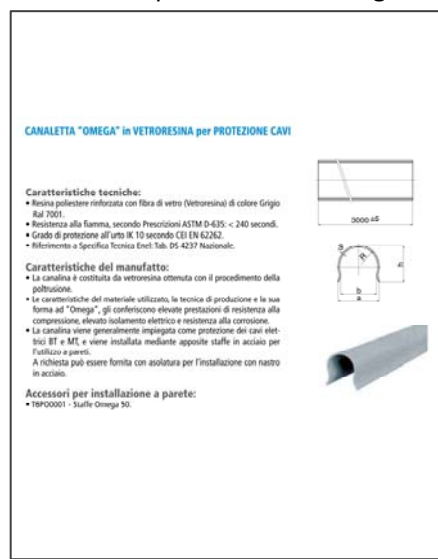 CANALETTA "OMEGA" in VETRORESINA per PROTEZIONE CAVI
Caratteristiche tecniche:
• Resina poliestere rinforzata con fibra di vetro (Vetroresina) di colore Grigio
Ral 7001.
• Resistenza alla fiamma, secondo Prescrizioni ASTM D-635: < 240 secondi.
• Grado di protezione all'urto IK 10 secondo CEI EN 62262.
• Riferimento a Specifica Tecnica Enel: Tab. DS 4237 Nazionale.
3000 ±5
Caratteristiche del manufatto:
• La canalina è costituita da vetroresina ottenuta con il procedimento della
poltrusione.
• Le caratteristiche del materiale utilizzato, la tecnica di produzione e la sua
forma ad "Omega", gli conferiscono elevate prestazioni di resistenza alla
compressione, elevato isolamento elettrico e resistenza alla corrosione.
• La canalina viene generalmente impiegata come protezione dei cavi elet-
trici BT e MT, e viene installata mediante apposite staffe in acciaio per
l'utilizzo a pareti.
A richiesta può essere fornita con asolatura per l'installazione con nastro
in acciaio.
R
h
b
a
Accessori per installazione a parete:
• T6PO0001 - Staffe Omega 50.